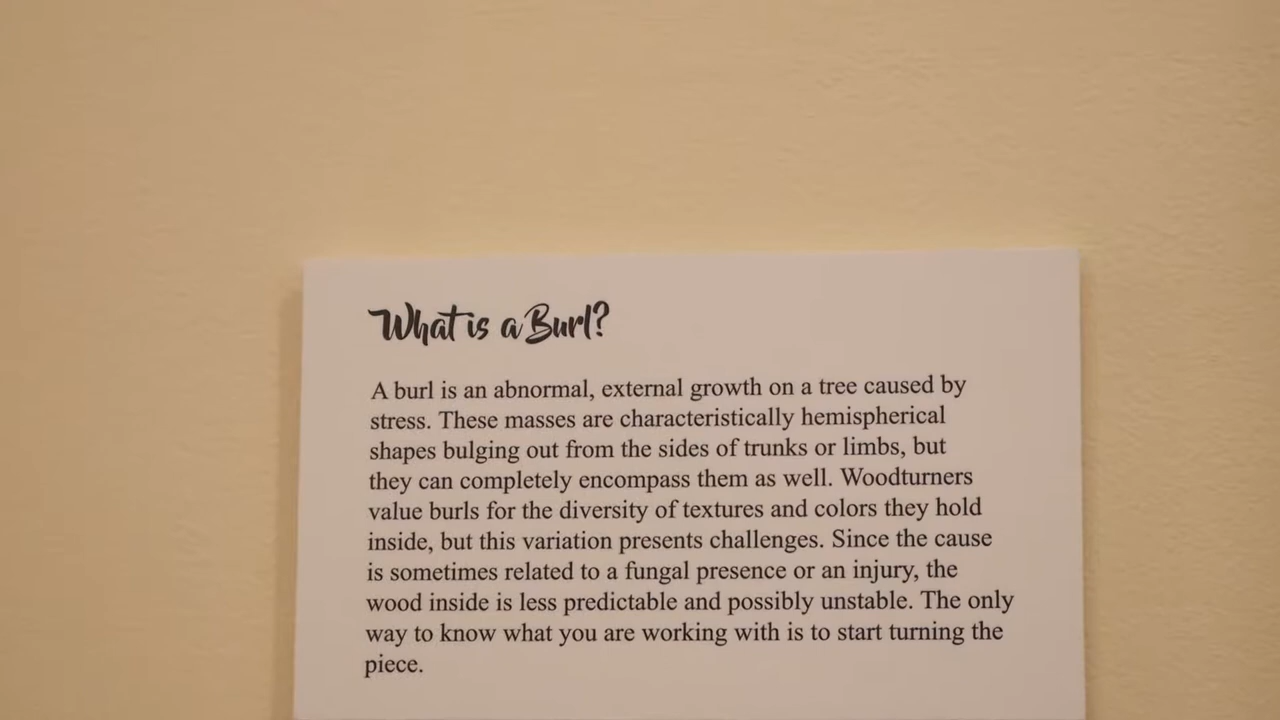 What is a Burl?
A burl is an abnormal, external growth on a tree caused by
stress. These masses are characteristically hemispherical
shapes bulging out from the sides of trunks or limbs, but
they can completely encompass them as well. Woodturners
value burls for the diversity of textures and colors they hold
inside, but this variation presents challenges. Since the cause
is sometimes related to a fungal presence or an injury, the
wood inside is less predictable and possibly unstable. The only
way to know what you are working with is to start turning the
piece.